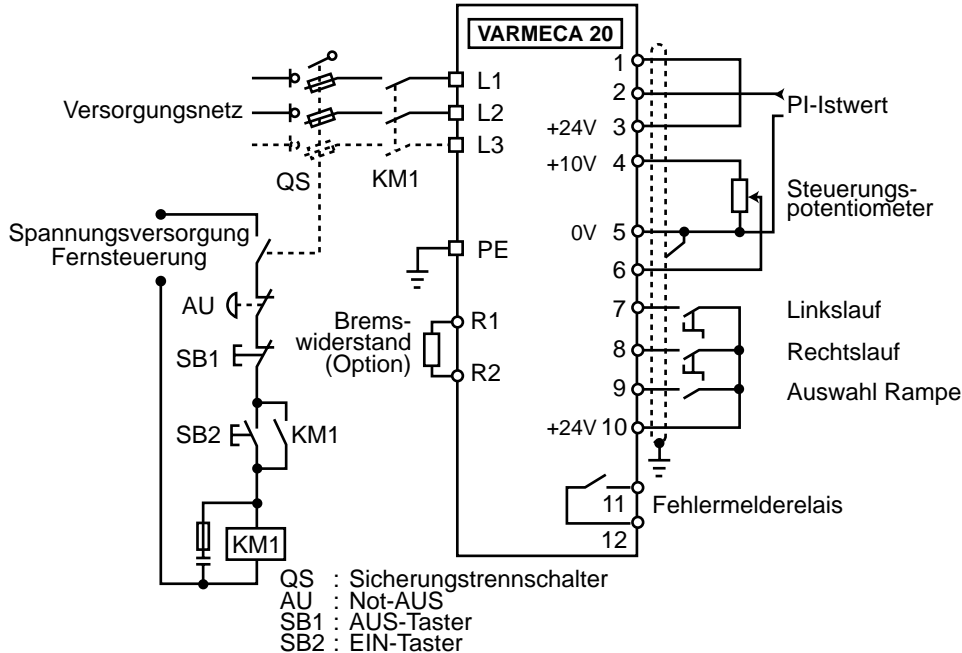 VARMECA 20
Versorgungsnetz
L1
L2
L3
QS
KM1
PE
R1
R2
Brems-
widerstand
(Option)
1
2
+24V 3
+10V 4
0V 5
6
7
8
9
+24V 10
11
12
PI-Istwert
Steuerungs-
potentiometer
Linkslauf
Rechtslauf
Auswahl Rampe
Fehlermelderelais
Spannungsversorgung
Fernsteuerung
AU
SB1
SB2
KM1
KM1
QS : Sicherungstrennschalter
AU : Not-AUS
SB1 : AUS-Taster
SB2 : EIN-Taster